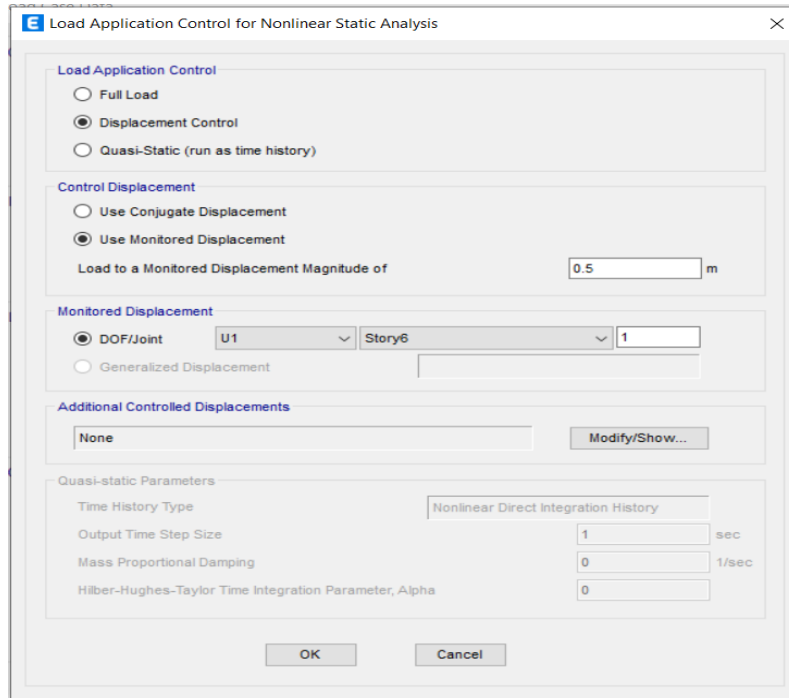 Load Case Data
Load Application Control for Nonlinear Static Analysis
Load Application Control
Full Load
Displacement Control
Quasi-Static (run as time history)
Control Displacement
Use Conjugate Displacement
Use Monitored Displacement
Load to a Monitored Displacement Magnitude of 0.5 m
Monitored Displacement
DOF/Joint U1 Story6 1
Generalized Displacement
Additional Controlled Displacements
None Modify/Show...
Quasi-static Parameters
Time History Type Nonlinear Direct Integration History
Output Time Step Size 1 sec
Mass Proportional Damping 0 1/sec
Hilber-Hughes-Taylor Time Integration Parameter, Alpha 0
OK Cancel